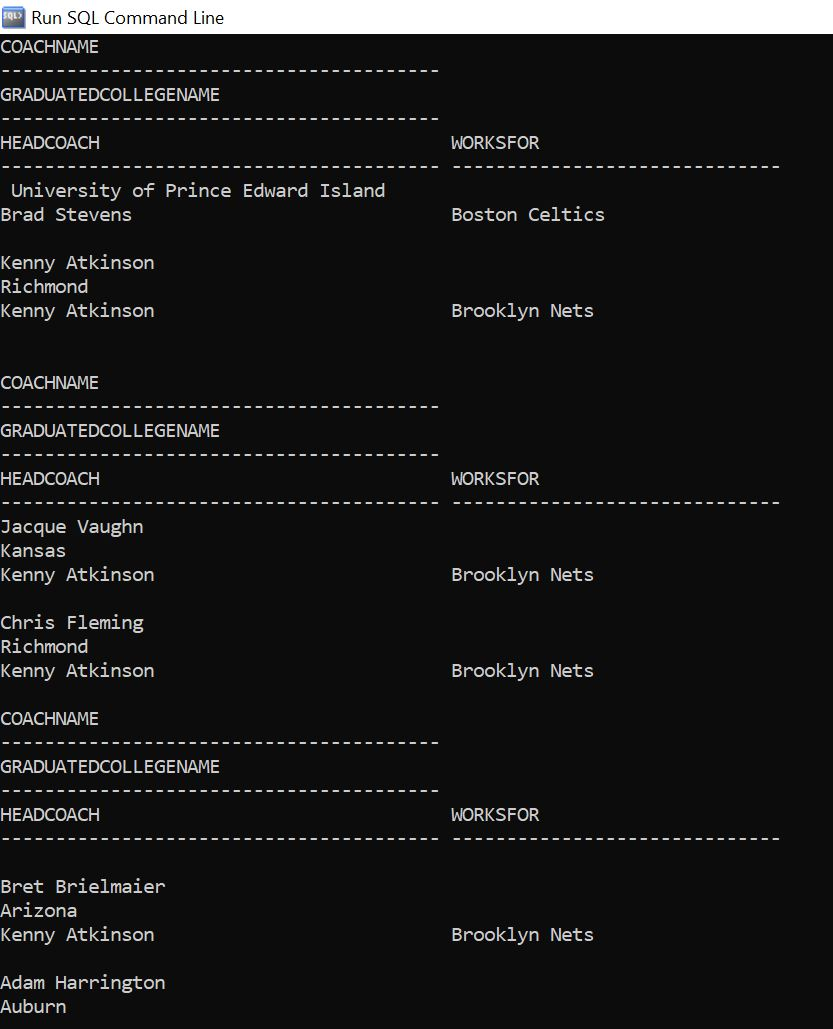 SQL> Run SQL Command Line
COACHNAME
----------------------------------------
GRADUATEDCOLLEGENAME
----------------------------------------
HEADCOACH WORKSFOR
---------------------------------------- ------------------------------
University of Prince Edward Island
Brad Stevens Boston Celtics
Kenny Atkinson
Richmond
Kenny Atkinson Brooklyn Nets
COACHNAME
----------------------------------------
GRADUATEDCOLLEGENAME
----------------------------------------
HEADCOACH WORKSFOR
---------------------------------------- ------------------------------
Jacque Vaughn
Kansas
Kenny Atkinson Brooklyn Nets
Chris Fleming
Richmond
Kenny Atkinson Brooklyn Nets
COACHNAME
----------------------------------------
GRADUATEDCOLLEGENAME
----------------------------------------
HEADCOACH WORKSFOR
---------------------------------------- ------------------------------
Bret Brielmaier
Arizona
Kenny Atkinson Brooklyn Nets
Adam Harrington
Auburn